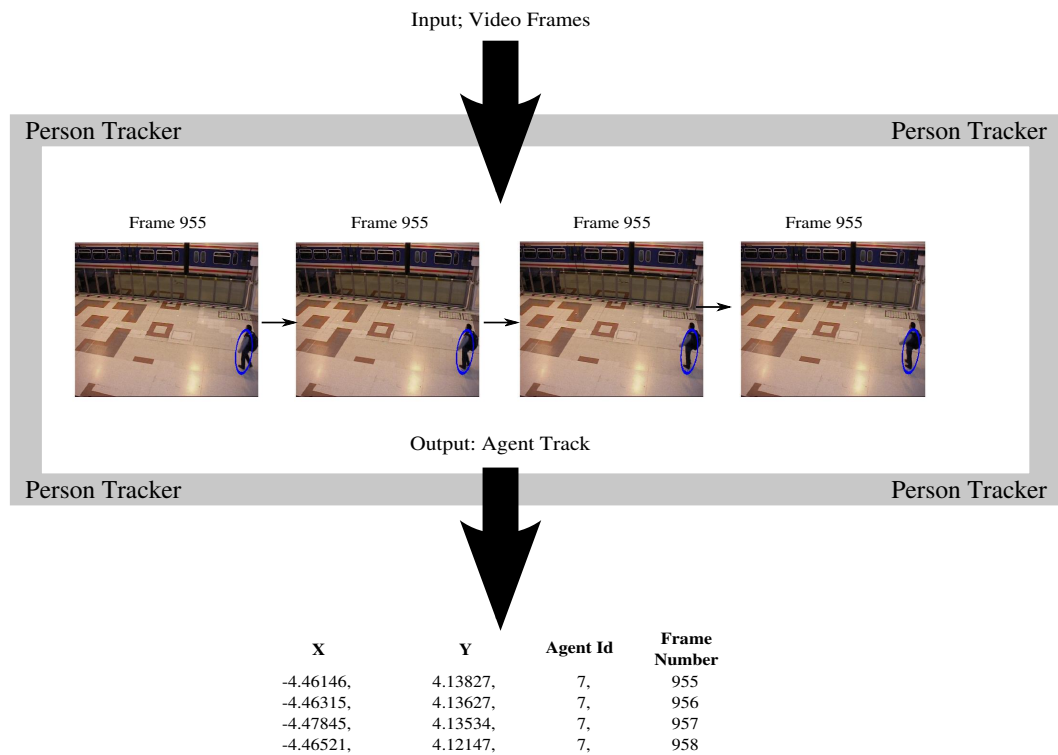 Input; Video Frames
Person Tracker Person Tracker
Frame 955 Frame 955 Frame 955 Frame 955
Output: Agent Track
Person Tracker Person Tracker
X Y Agent Id Frame Number
-4.46146, 4.13827, 7, 955
-4.46315, 4.13627, 7, 956
-4.47845, 4.13534, 7, 957
-4.46521, 4.12147, 7, 958